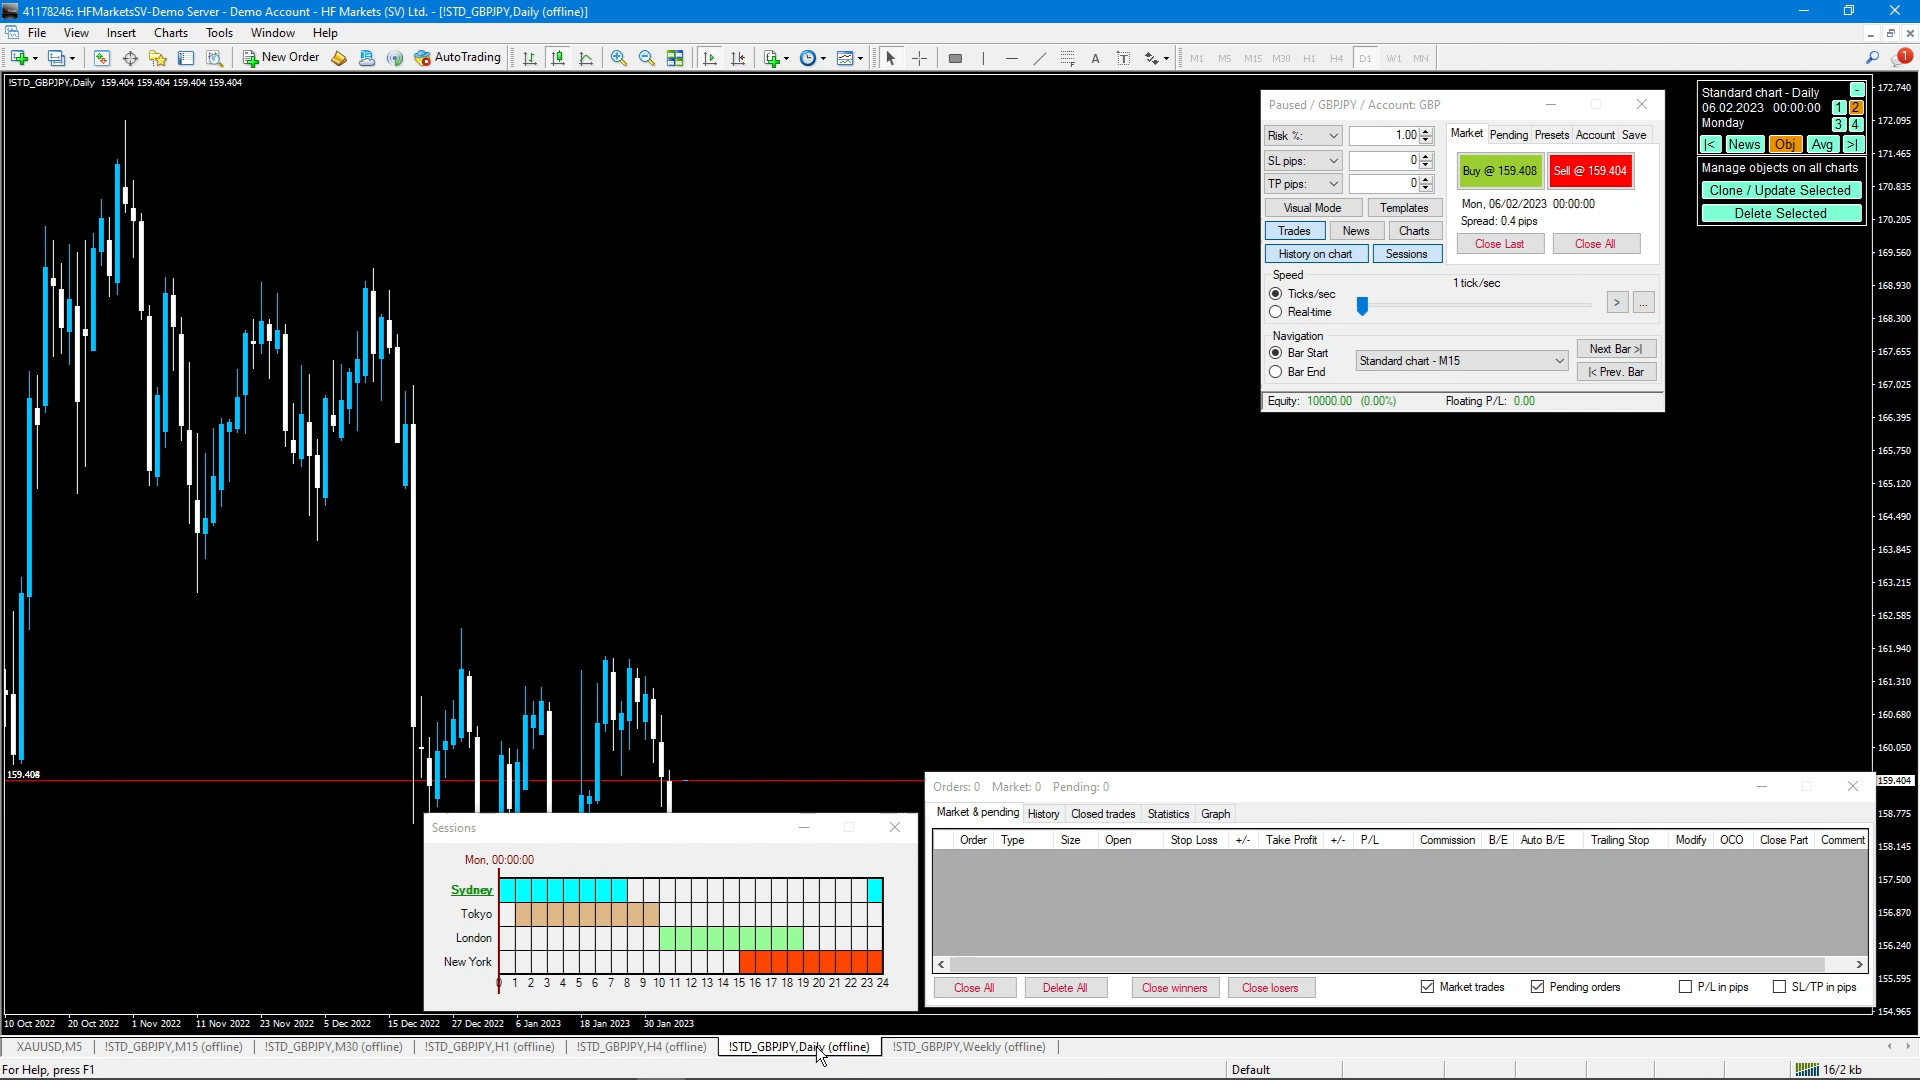 41178246: HFMarketsSV-Demo Server - Demo Account - HF Markets (SV) Ltd. - [!STD_GBPJPY,Daily (offline)]
File View Insert Charts Tools Window Help
New Order AutoTrading A T M1 M5 M15 M30 H1 H4 D1 W1 MN 1
!STD_GBPJPY,Daily 159.404 159.404 159.404 159.404
172.740
172.095
171.465
170.835
170.205
169.560
168.930
168.300
167.655
167.025
166.395
165.750
165.120
164.490
163.845
163.215
162.585
161.940
161.310
160.680
160.050
159.404
158.775
158.145
157.500
156.870
156.240
155.595
154.965
Standard chart - Daily -
06.02.2023 00:00:00 1 2
Monday 3 4
|< News Obj Avg >|
Manage objects on all charts
Clone / Update Selected
Delete Selected
Paused / GBPJPY / Account: GBP
Risk %: 1.00
SL pips: 0
TP pips: 0
Visual Mode Templates
Trades News Charts
History on chart Sessions
Market Pending Presets Account Save
Buy @ 159.408 Sell @ 159.404
Mon, 06/02/2023 00:00:00
Spread: 0.4 pips
Close Last Close All
Speed
Ticks/sec
Real-time
1 tick/sec
> ...
Navigation
Bar Start
Bar End
Standard chart - M15
Next Bar >|
|< Prev. Bar
Equity: 10000.00 (0.00%) Floating P/L: 0.00
Sessions
Mon, 00:00:00
Sydney
Tokyo
London
New York
0 1 2 3 4 5 6 7 8 9 10 11 12 13 14 15 16 17 18 19 20 21 22 23 24
Orders: 0 Market: 0 Pending: 0
Market & pending History Closed trades Statistics Graph
Order Type Size Open Stop Loss +/- Take Profit +/- P/L Commission B/E Auto B/E Trailing Stop Modify OCO Close Part Comment
Close All Delete All Close winners Close losers Market trades Pending orders P/L in pips SL/TP in pips
10 Oct 2022 20 Oct 2022 1 Nov 2022 11 Nov 2022 23 Nov 2022 5 Dec 2022 15 Dec 2022 27 Dec 2022 6 Jan 2023 18 Jan 2023 30 Jan 2023
XAUUSD,M5 !STD_GBPJPY,M15 (offline) !STD_GBPJPY,M30 (offline) !STD_GBPJPY,H1 (offline) !STD_GBPJPY,H4 (offline) !STD_GBPJPY,Daily (offline) !STD_GBPJPY,Weekly (offline)
For Help, press F1 Default 16/2 kb